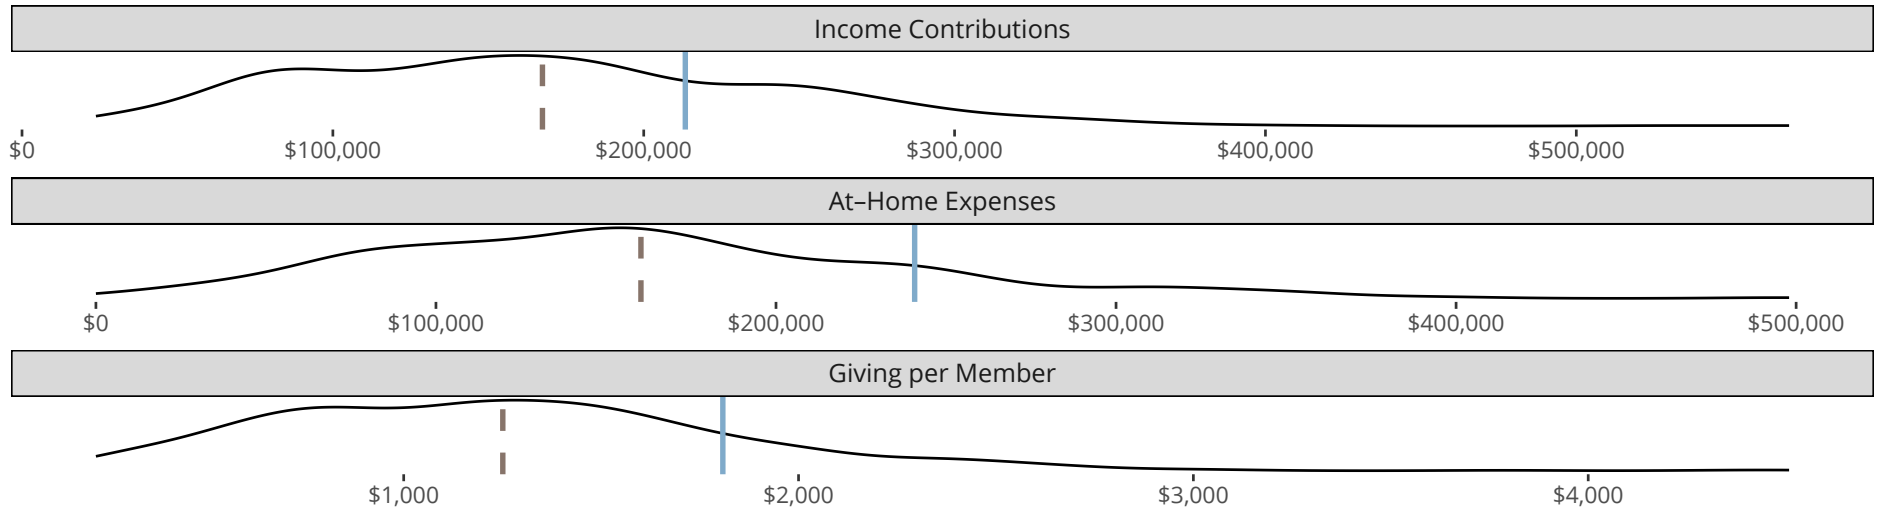 Income Contributions
$0 $100,000 $200,000 $300,000 $400,000 $500,000
At–Home Expenses
$0 $100,000 $200,000 $300,000 $400,000 $500,000
Giving per Member
$1,000 $2,000 $3,000 $4,000